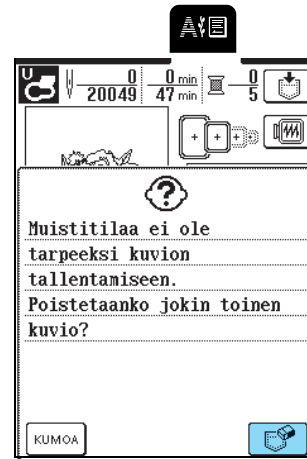 A
U 0 0 min 0
20049 47 min 5
Muistitilaa ei ole
tarpeeksi kuvion
tallentamiseen.
Poistetaanko jokin toinen
kuvio?
KUMOA